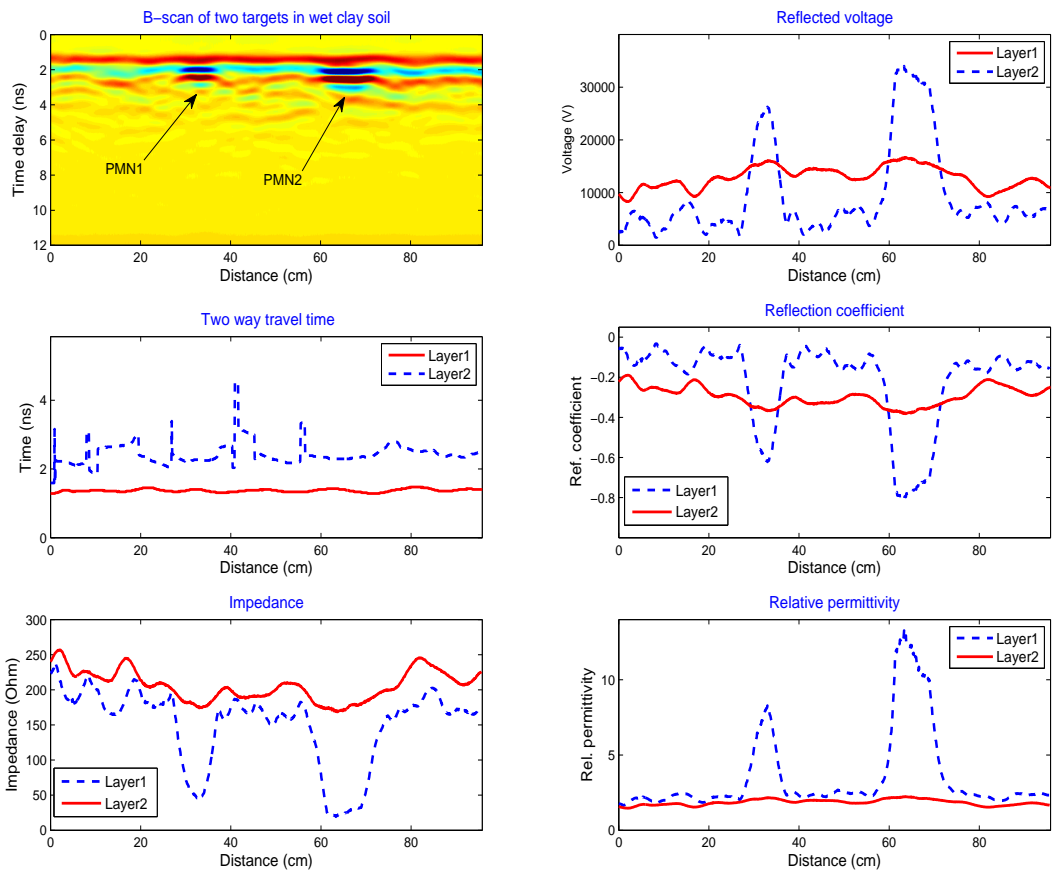 B−scan of two targets in wet clay soil
Time delay (ns)
0
2
4
6
8
10
12
PMN1
PMN2
0 20 40 60 80
Distance (cm)
Reflected voltage
Voltage (V)
30000
20000
10000
0
Layer1
Layer2
0 20 40 60 80
Distance (cm)
Two way travel time
Time (ns)
4
2
0
Layer1
Layer2
0 20 40 60 80
Distance (cm)
Reflection coefficient
Ref. coefficient
0
−0.2
−0.4
−0.6
−0.8
Layer1
Layer2
0 20 40 60 80
Distance (cm)
Impedance
Impedance (Ohm)
300
250
200
150
100
50
0
Layer1
Layer2
0 20 40 60 80
Distance (cm)
Relative permittivity
Rel. permittivity
10
5
0
Layer1
Layer2
0 20 40 60 80
Distance (cm)